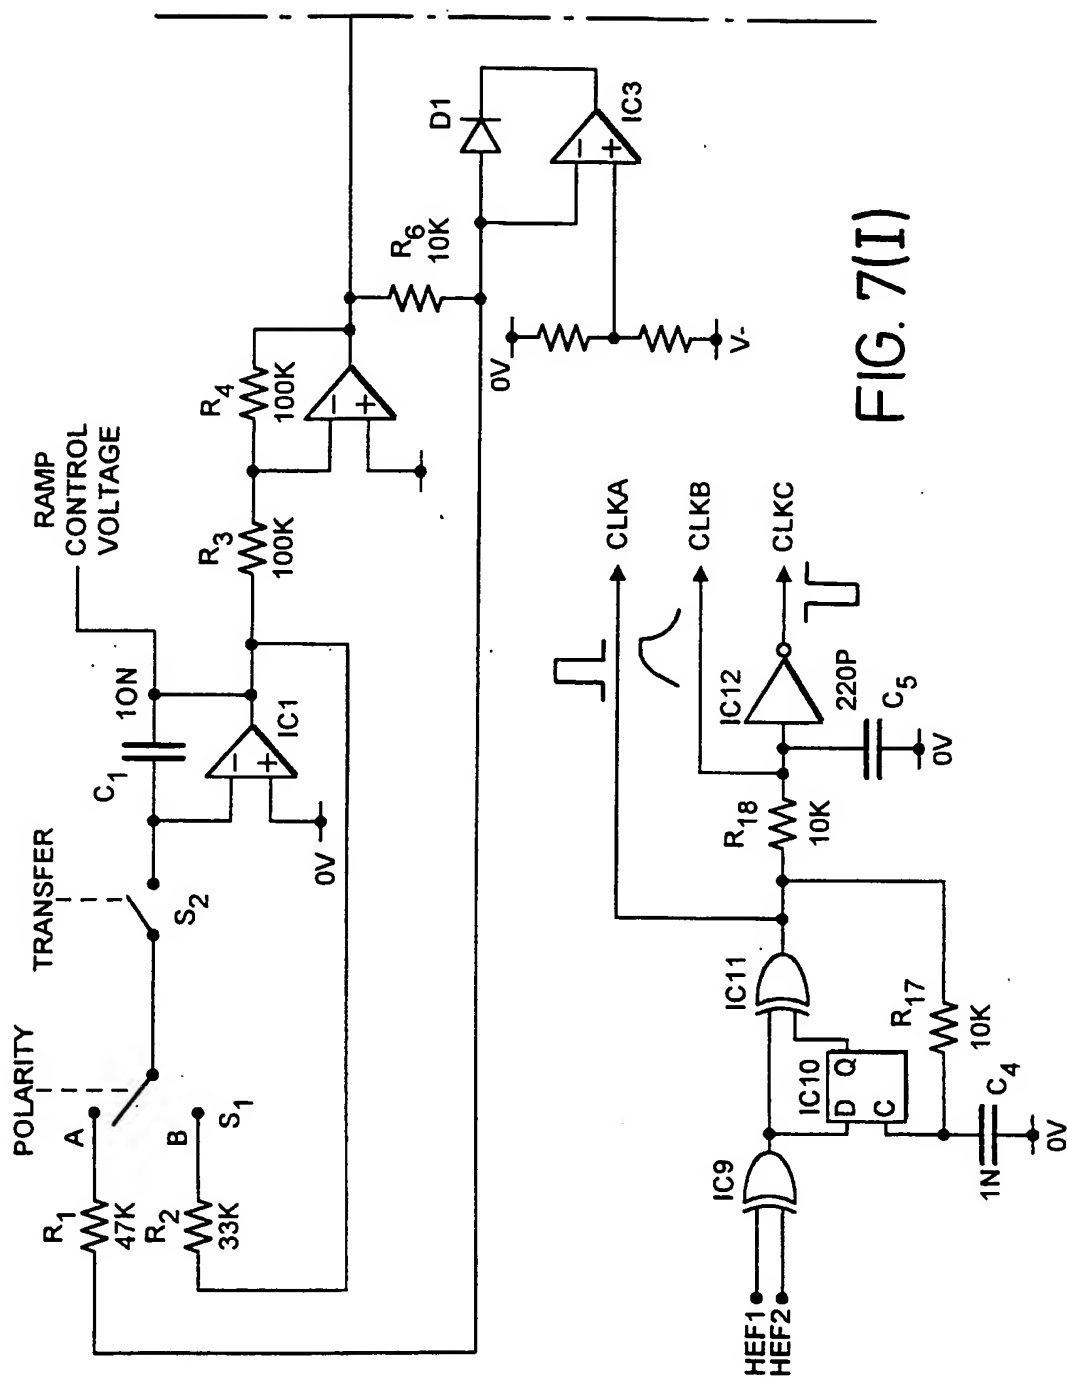 RAMP
CONTROL
VOLTAGE
TRANSFER
POLARITY
A
B
S1
S2
R1
47K
R2
33K
C1
10N
−
+
IC1
0V
R3
100K
R4
100K
−
+
R6
10K
D1
−
+
IC3
0V
V-
HEF1
HEF2
IC9
IC10
D
Q
C
IC11
R17
10K
C4
1N
0V
R18
10K
IC12
220P
C5
0V
CLKA
CLKB
CLKC
FIG. 7(I)